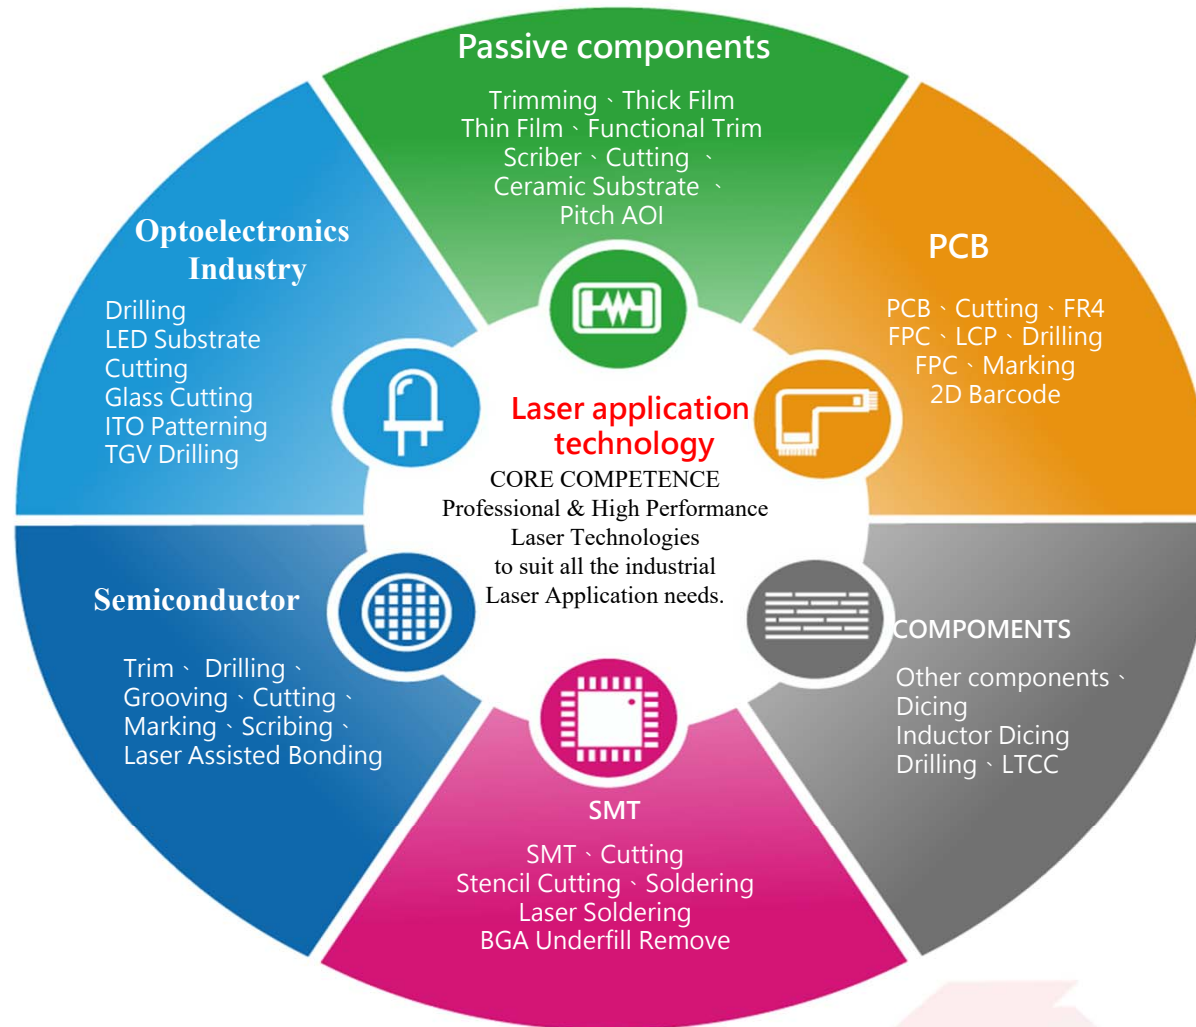 Passive components
Trimming、Thick Film
Thin Film、Functional Trim
Scriber、Cutting 、
Ceramic Substrate 、
Pitch AOI
PCB
PCB、Cutting、FR4
FPC、LCP、Drilling
FPC、Marking
2D Barcode
COMPOMENTS
Other components、
Dicing
Inductor Dicing
Drilling、LTCC
SMT
SMT、Cutting
Stencil Cutting、Soldering
Laser Soldering
BGA Underfill Remove
Semiconductor
Trim、 Drilling、
Grooving、Cutting、
Marking、Scribing、
Laser Assisted Bonding
Optoelectronics
Industry
Drilling
LED Substrate
Cutting
Glass Cutting
ITO Patterning
TGV Drilling
Laser application
technology
CORE COMPETENCE
Professional & High Performance
Laser Technologies
to suit all the industrial
Laser Application needs.